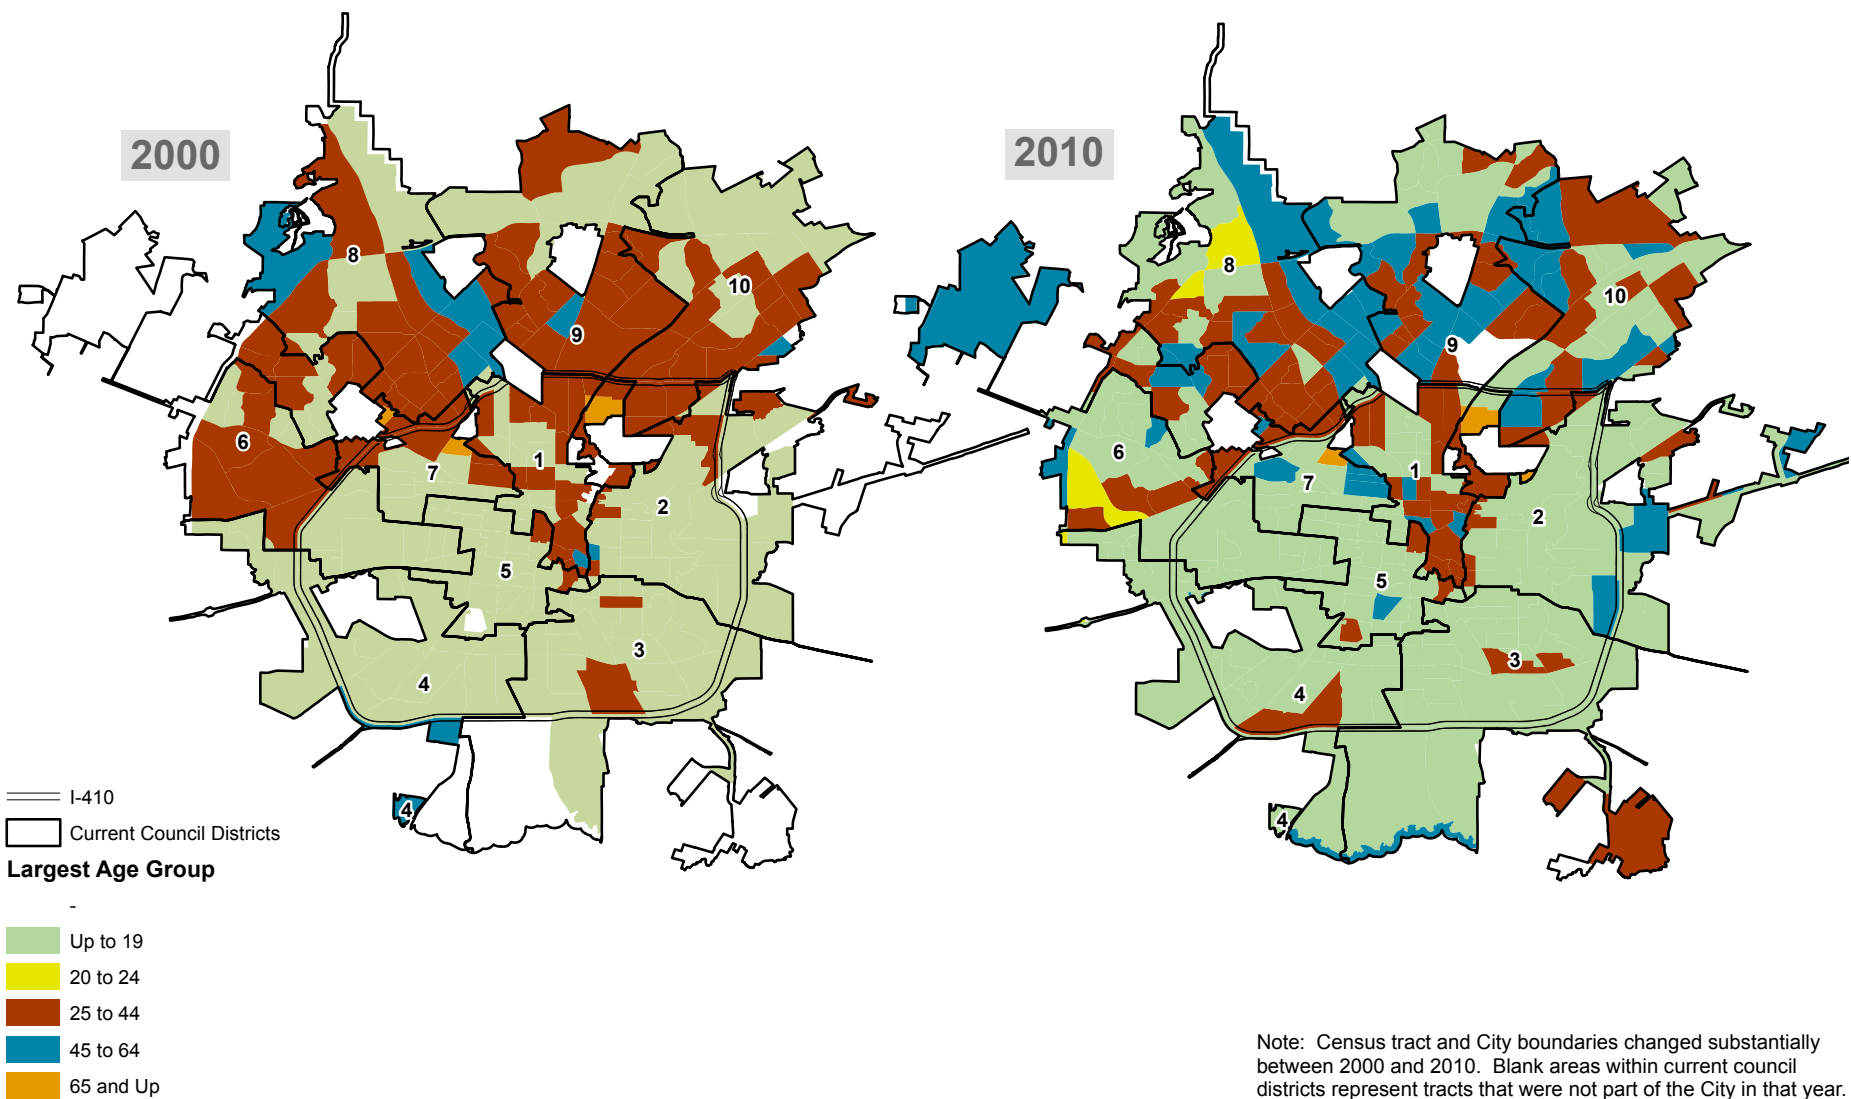 2000
2010
8
10
9
6
7
1
2
5
3
4
4
8
10
9
6
7
1
2
5
3
4
4
I-410
Current Council Districts
Largest Age Group
-
Up to 19
20 to 24
25 to 44
45 to 64
65 and Up
Note: Census tract and City boundaries changed substantially
between 2000 and 2010. Blank areas within current council
districts represent tracts that were not part of the City in that year.